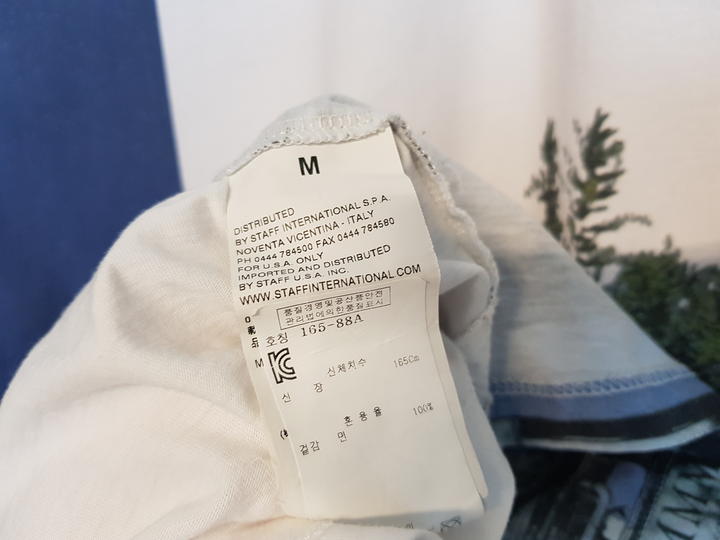 M
DISTRIBUTED
BY STAFF INTERNATIONAL S.P.A.
NOVENTA VICENTINA - ITALY
PH 0444 784500 FAX 0444 784580
FOR U.S.A. ONLY
IMPORTED AND DISTRIBUTED
BY STAFF U.S.A. INC.
WWW.STAFFINTERNATIONAL.COM
품질경영및공산품안전
관리법에의한품질표시
호칭 165-88A
M
신체치수
신 장 165Cm
혼용율
겉감 면 100%